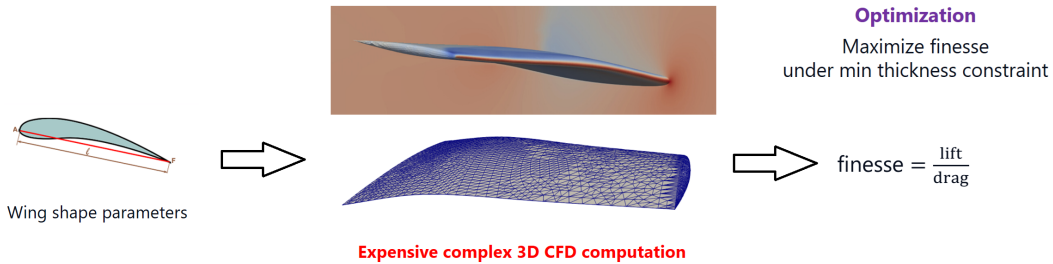 Optimization
Maximize finesse
under min thickness constraint
A
F
ℓ
Wing shape parameters
finesse = lift / drag
Expensive complex 3D CFD computation